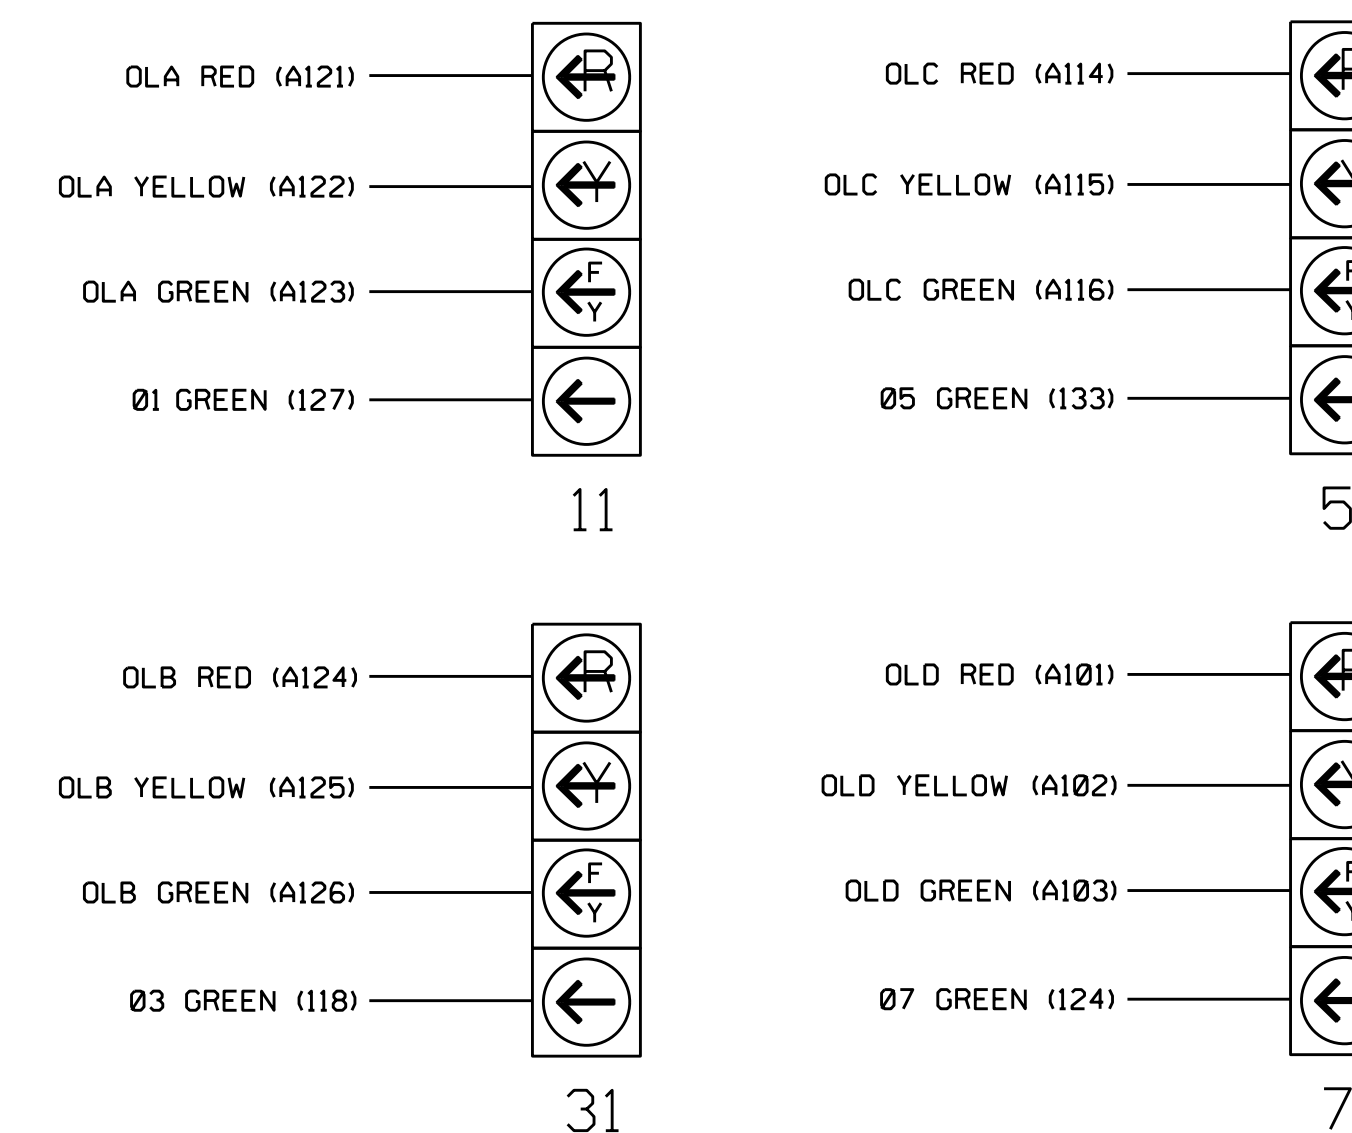 OLA RED (A121)
R
OLA YELLOW (A122)
Y
OLA GREEN (A123)
F
Y
Ø1 GREEN (127)
11
OLC RED (A114)
OLC YELLOW (A115)
OLC GREEN (A116)
Ø5 GREEN (133)
5
OLB RED (A124)
R
OLB YELLOW (A125)
Y
OLB GREEN (A126)
F
Y
Ø3 GREEN (118)
31
OLD RED (A1Ø1)
OLD YELLOW (A1Ø2)
OLD GREEN (A1Ø3)
Ø7 GREEN (124)
7